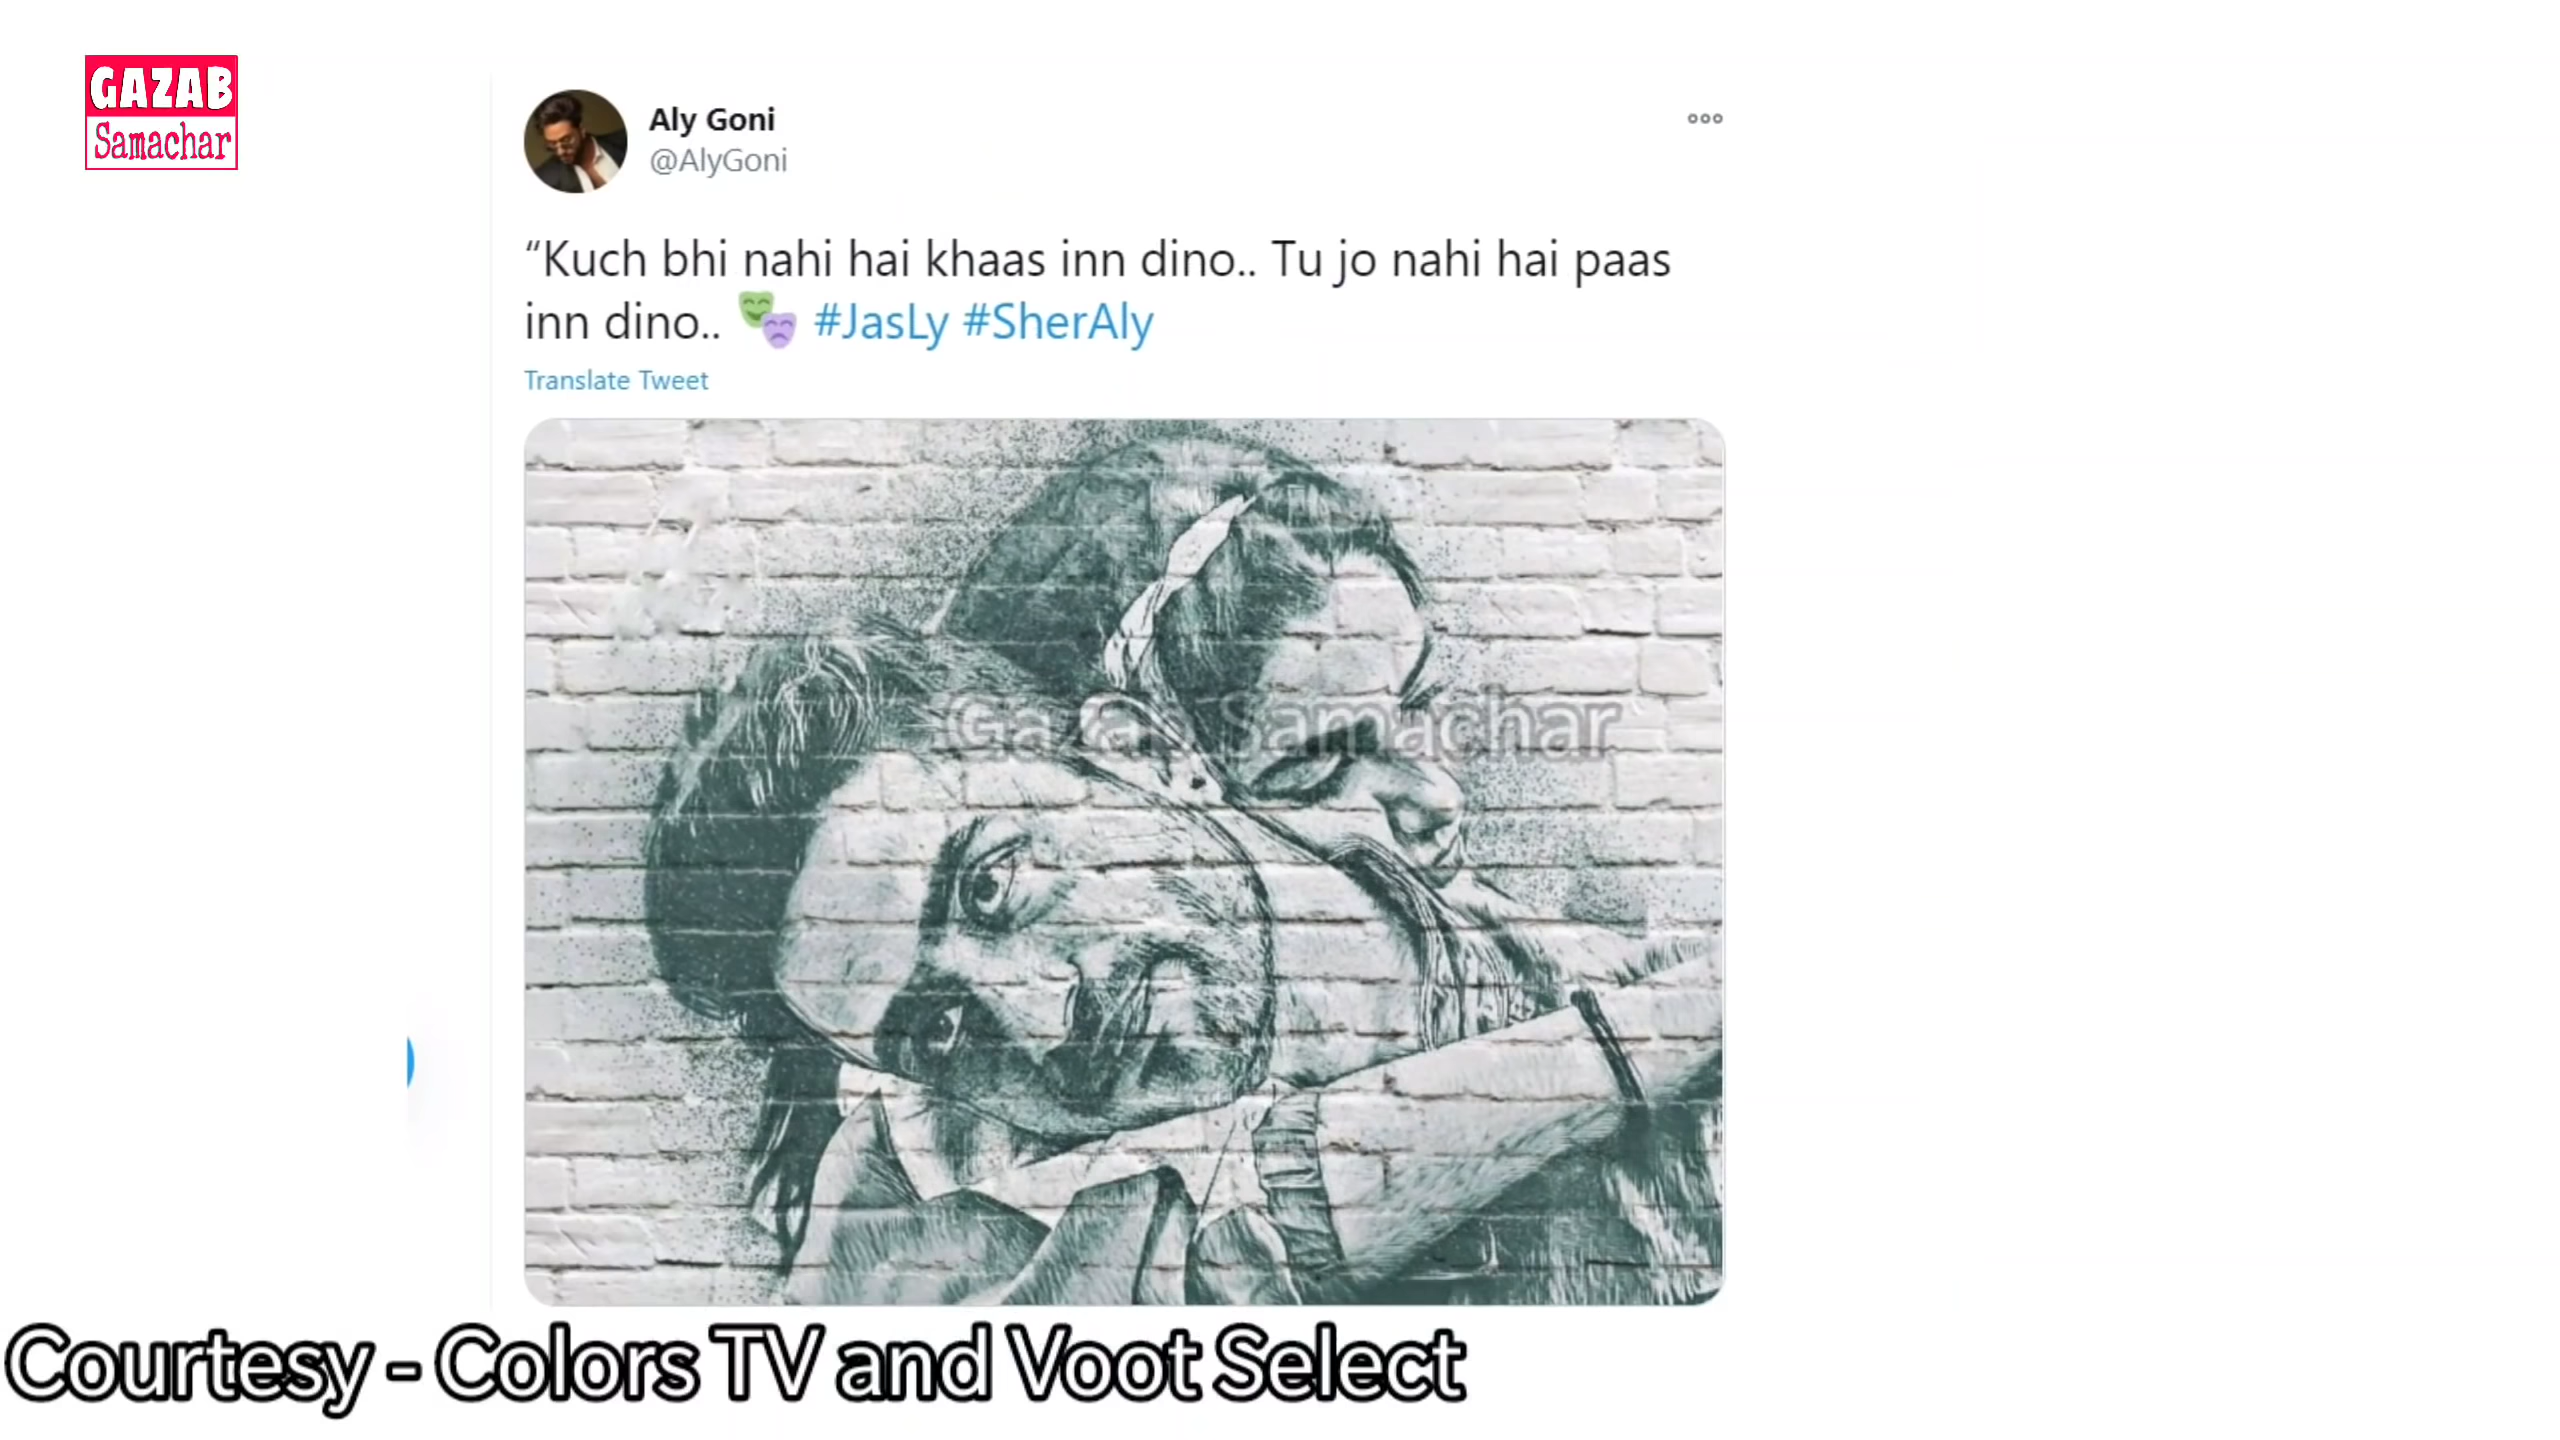 GAZAB
Samachar
Aly Goni
@AlyGoni
“Kuch bhi nahi hai khaas inn dino.. Tu jo nahi hai paas
inn dino.. 🎭 #JasLy #SherAly
Translate Tweet
Gazab Samachar
Courtesy - Colors TV and Voot Select